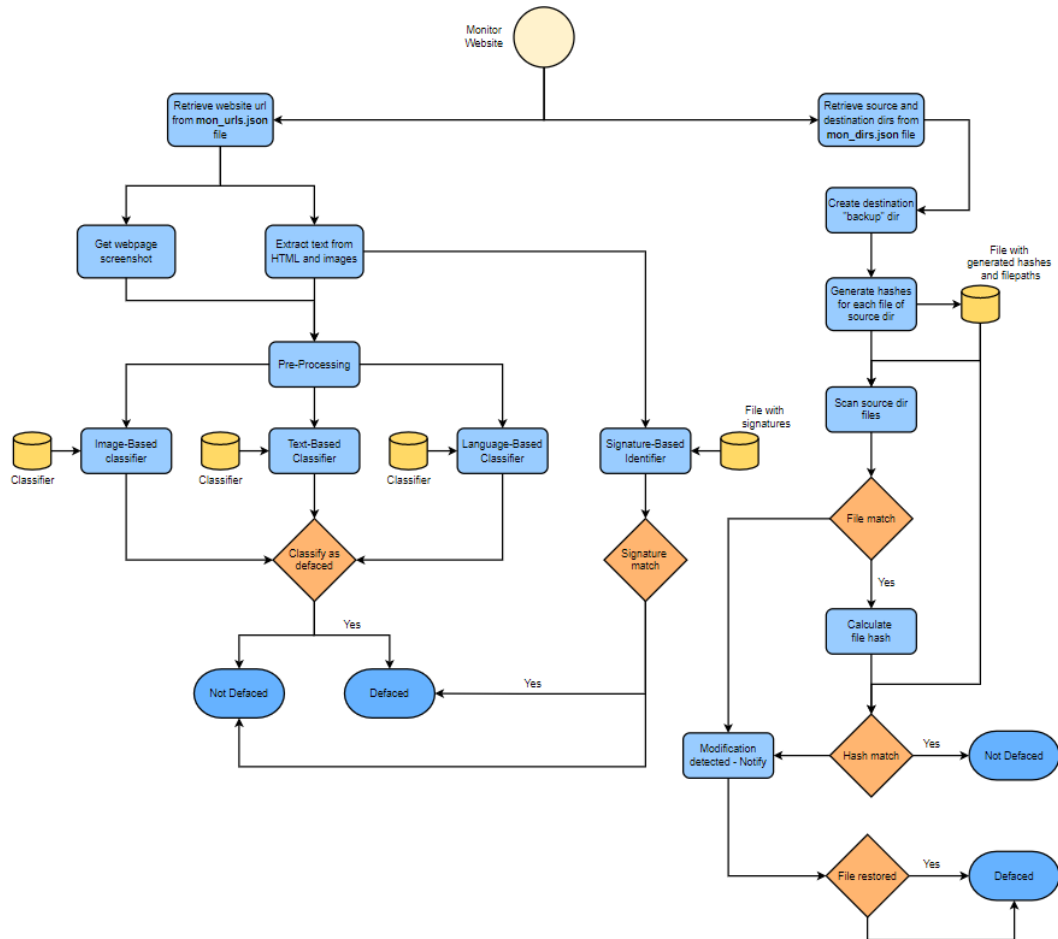 Monitor
Website
Retrieve website url
from mon_urls.json
file
Retrieve source and
destination dirs from
mon_dirs.json file
Create destination
"backup" dir
Get webpage
screenshot
Extract text from
HTML and images
File with
generated hashes
and filepaths
Generate hashes
for each file of
source dir
Pre-Processing
Scan source dir
files
File with
signatures
Image-Based
classifier
Text-Based
Classifier
Language-Based
Classifier
Signature-Based
Identifier
Classifier
Classifier
Classifier
File match
Classify as
defaced
Signature
match
Yes
Calculate
file hash
Yes
Not Defaced
Defaced
Yes
Modification
detected - Notify
Hash match
Yes
Not Defaced
File restored
Yes
Defaced